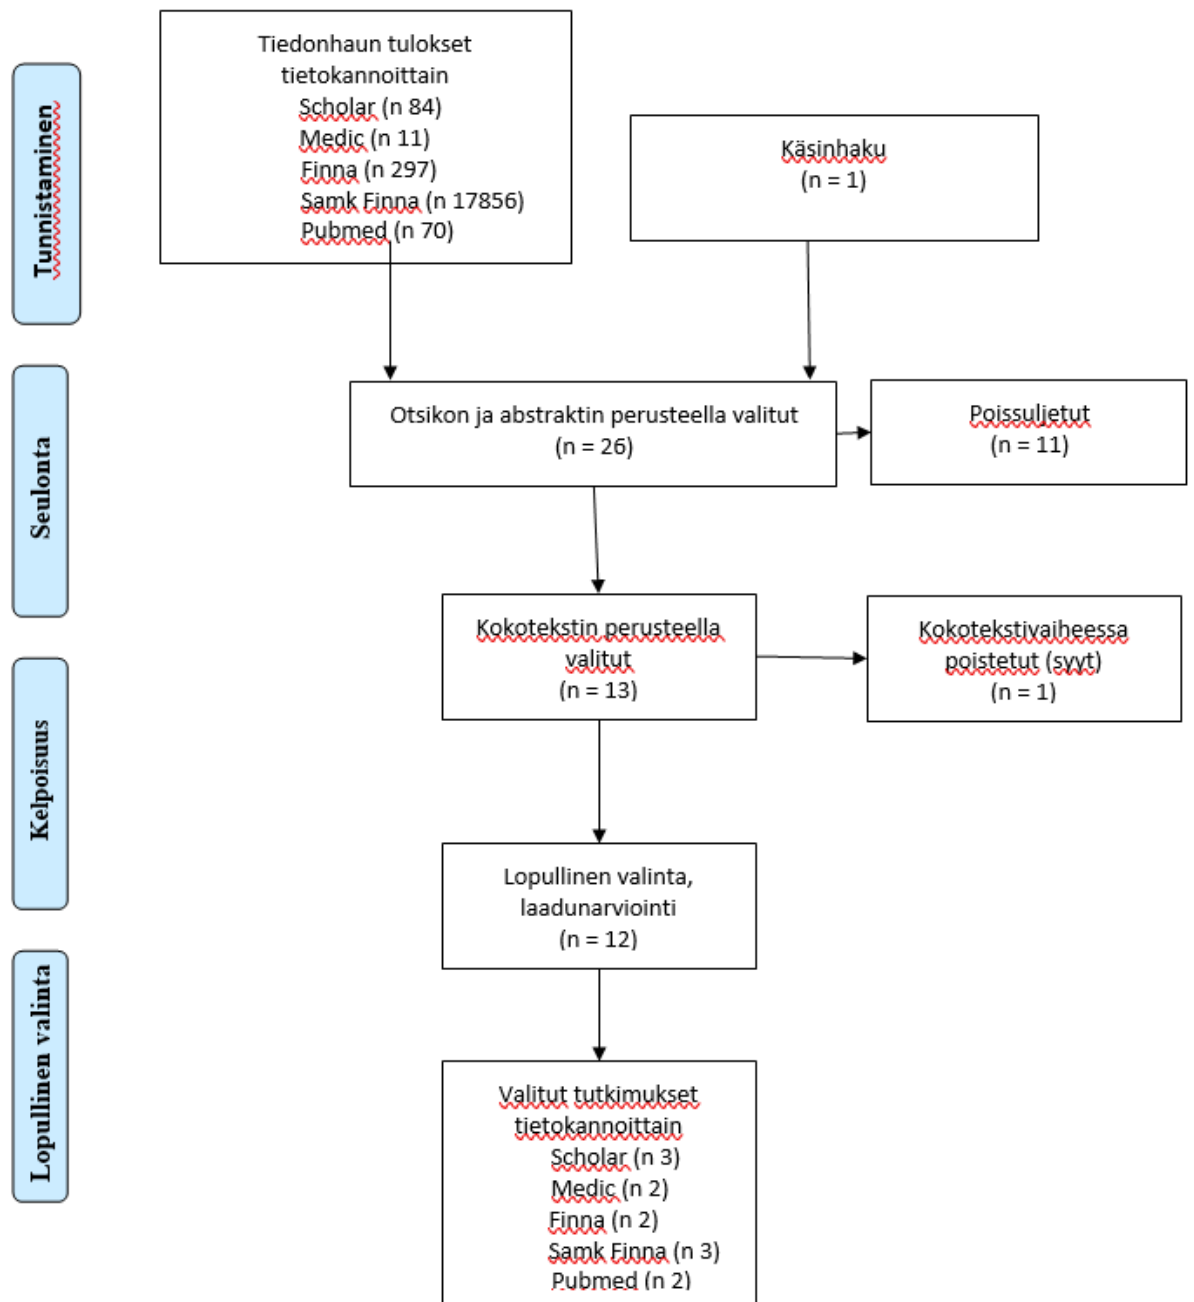 Tunnistaminen
Tiedonhaun tulokset
tietokannoittain
Scholar (n 84)
Medic (n 11)
Finna (n 297)
Samk Finna (n 17856)
Pubmed (n 70)
Käsinhaku
(n = 1)
Seulonta
Otsikon ja abstraktin perusteella valitut
(n = 26)
Poissuljetut
(n = 11)
Kokotekstin perusteella
valitut
(n = 13)
Kokotekstivaiheessa
poistetut (syyt)
(n = 1)
Kelpoisuus
Lopullinen valinta,
laadunarviointi
(n = 12)
Lopullinen valinta
Valitut tutkimukset
tietokannoittain
Scholar (n 3)
Medic (n 2)
Finna (n 2)
Samk Finna (n 3)
Pubmed (n 2)